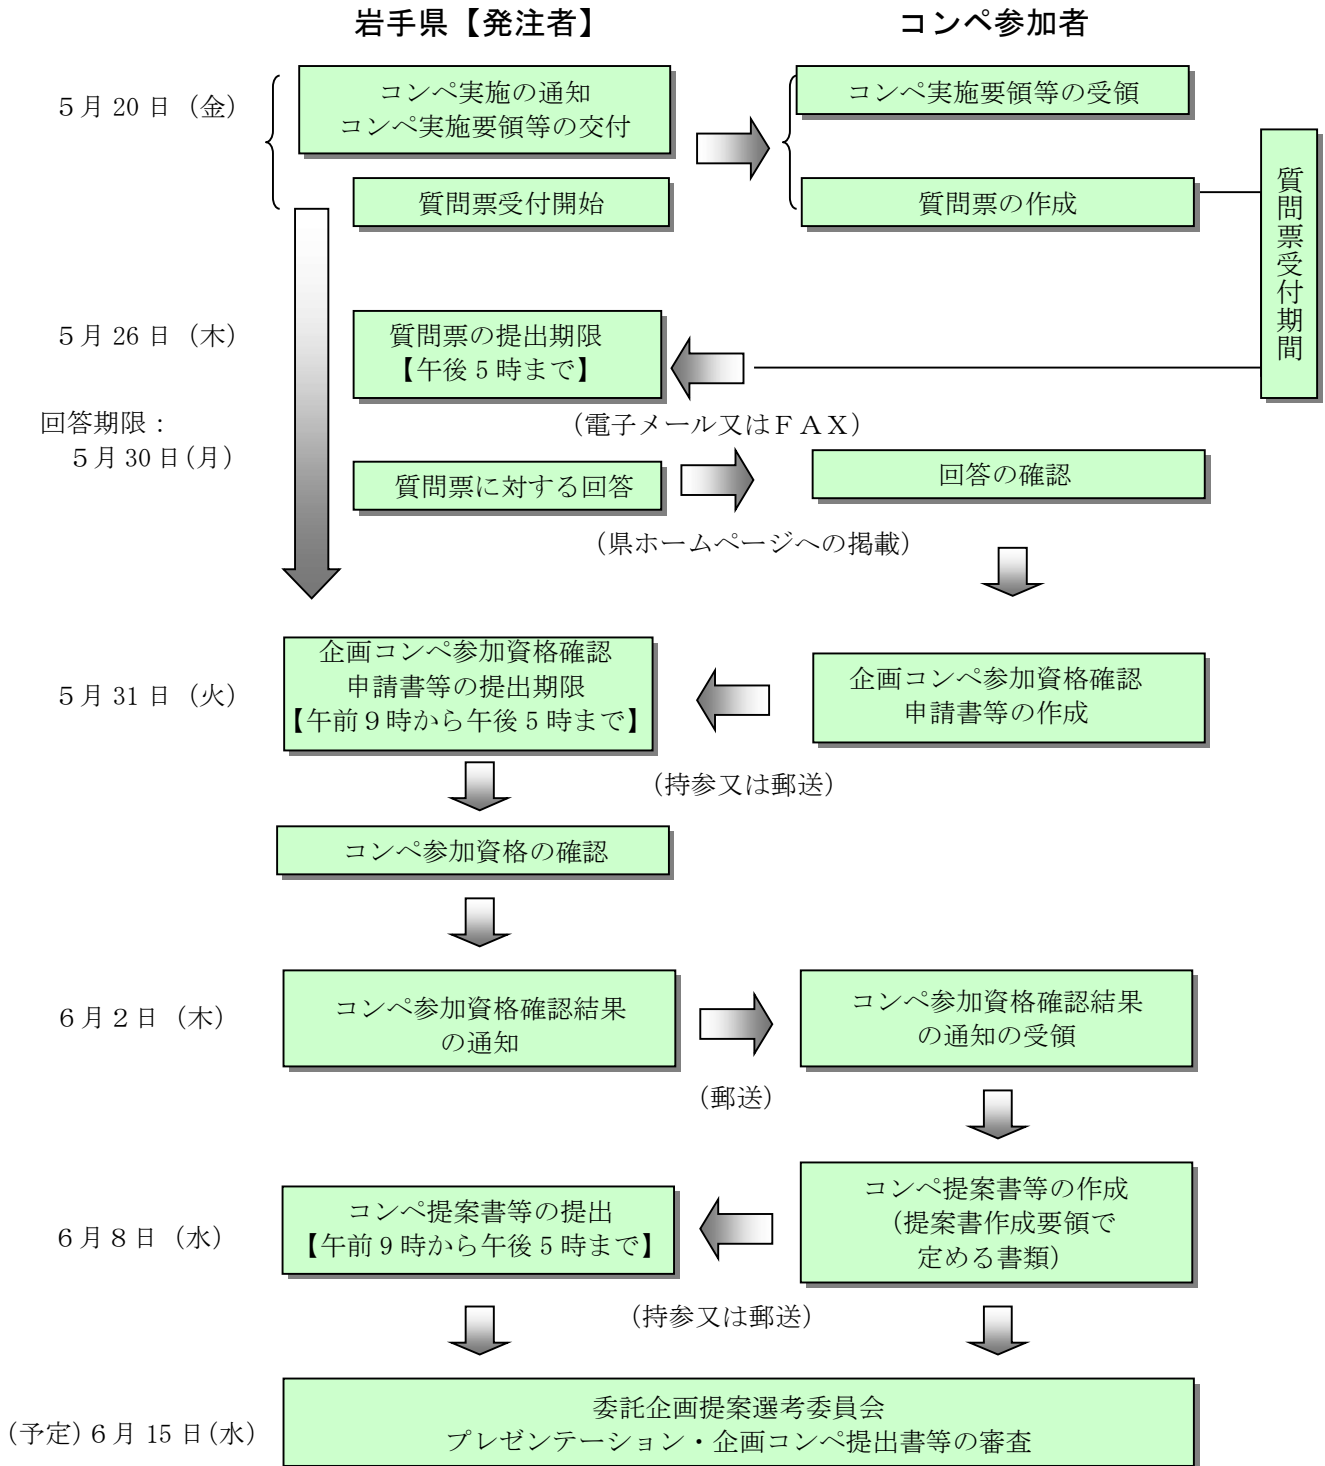 岩手県【発注者】
コンペ参加者
５月 20 日（金）
コンペ実施の通知
コンペ実施要領等の交付
コンペ実施要領等の受領
質問票受付開始
質問票の作成
質問票受付期間
５月 26 日（木）
質問票の提出期限
【午後５時まで】
（電子メール又はＦＡＸ）
回答期限：
５月 30 日(月)
質問票に対する回答
回答の確認
（県ホームページへの掲載）
５月 31 日（火）
企画コンペ参加資格確認
申請書等の提出期限
【午前９時から午後５時まで】
企画コンペ参加資格確認
申請書等の作成
（持参又は郵送）
コンペ参加資格の確認
６月２日（木）
コンペ参加資格確認結果
の通知
コンペ参加資格確認結果
の通知の受領
（郵送）
６月８日（水）
コンペ提案書等の提出
【午前９時から午後５時まで】
コンペ提案書等の作成
（提案書作成要領で
定める書類）
（持参又は郵送）
(予定)６月 15 日(水)
委託企画提案選考委員会
プレゼンテーション・企画コンペ提出書等の審査